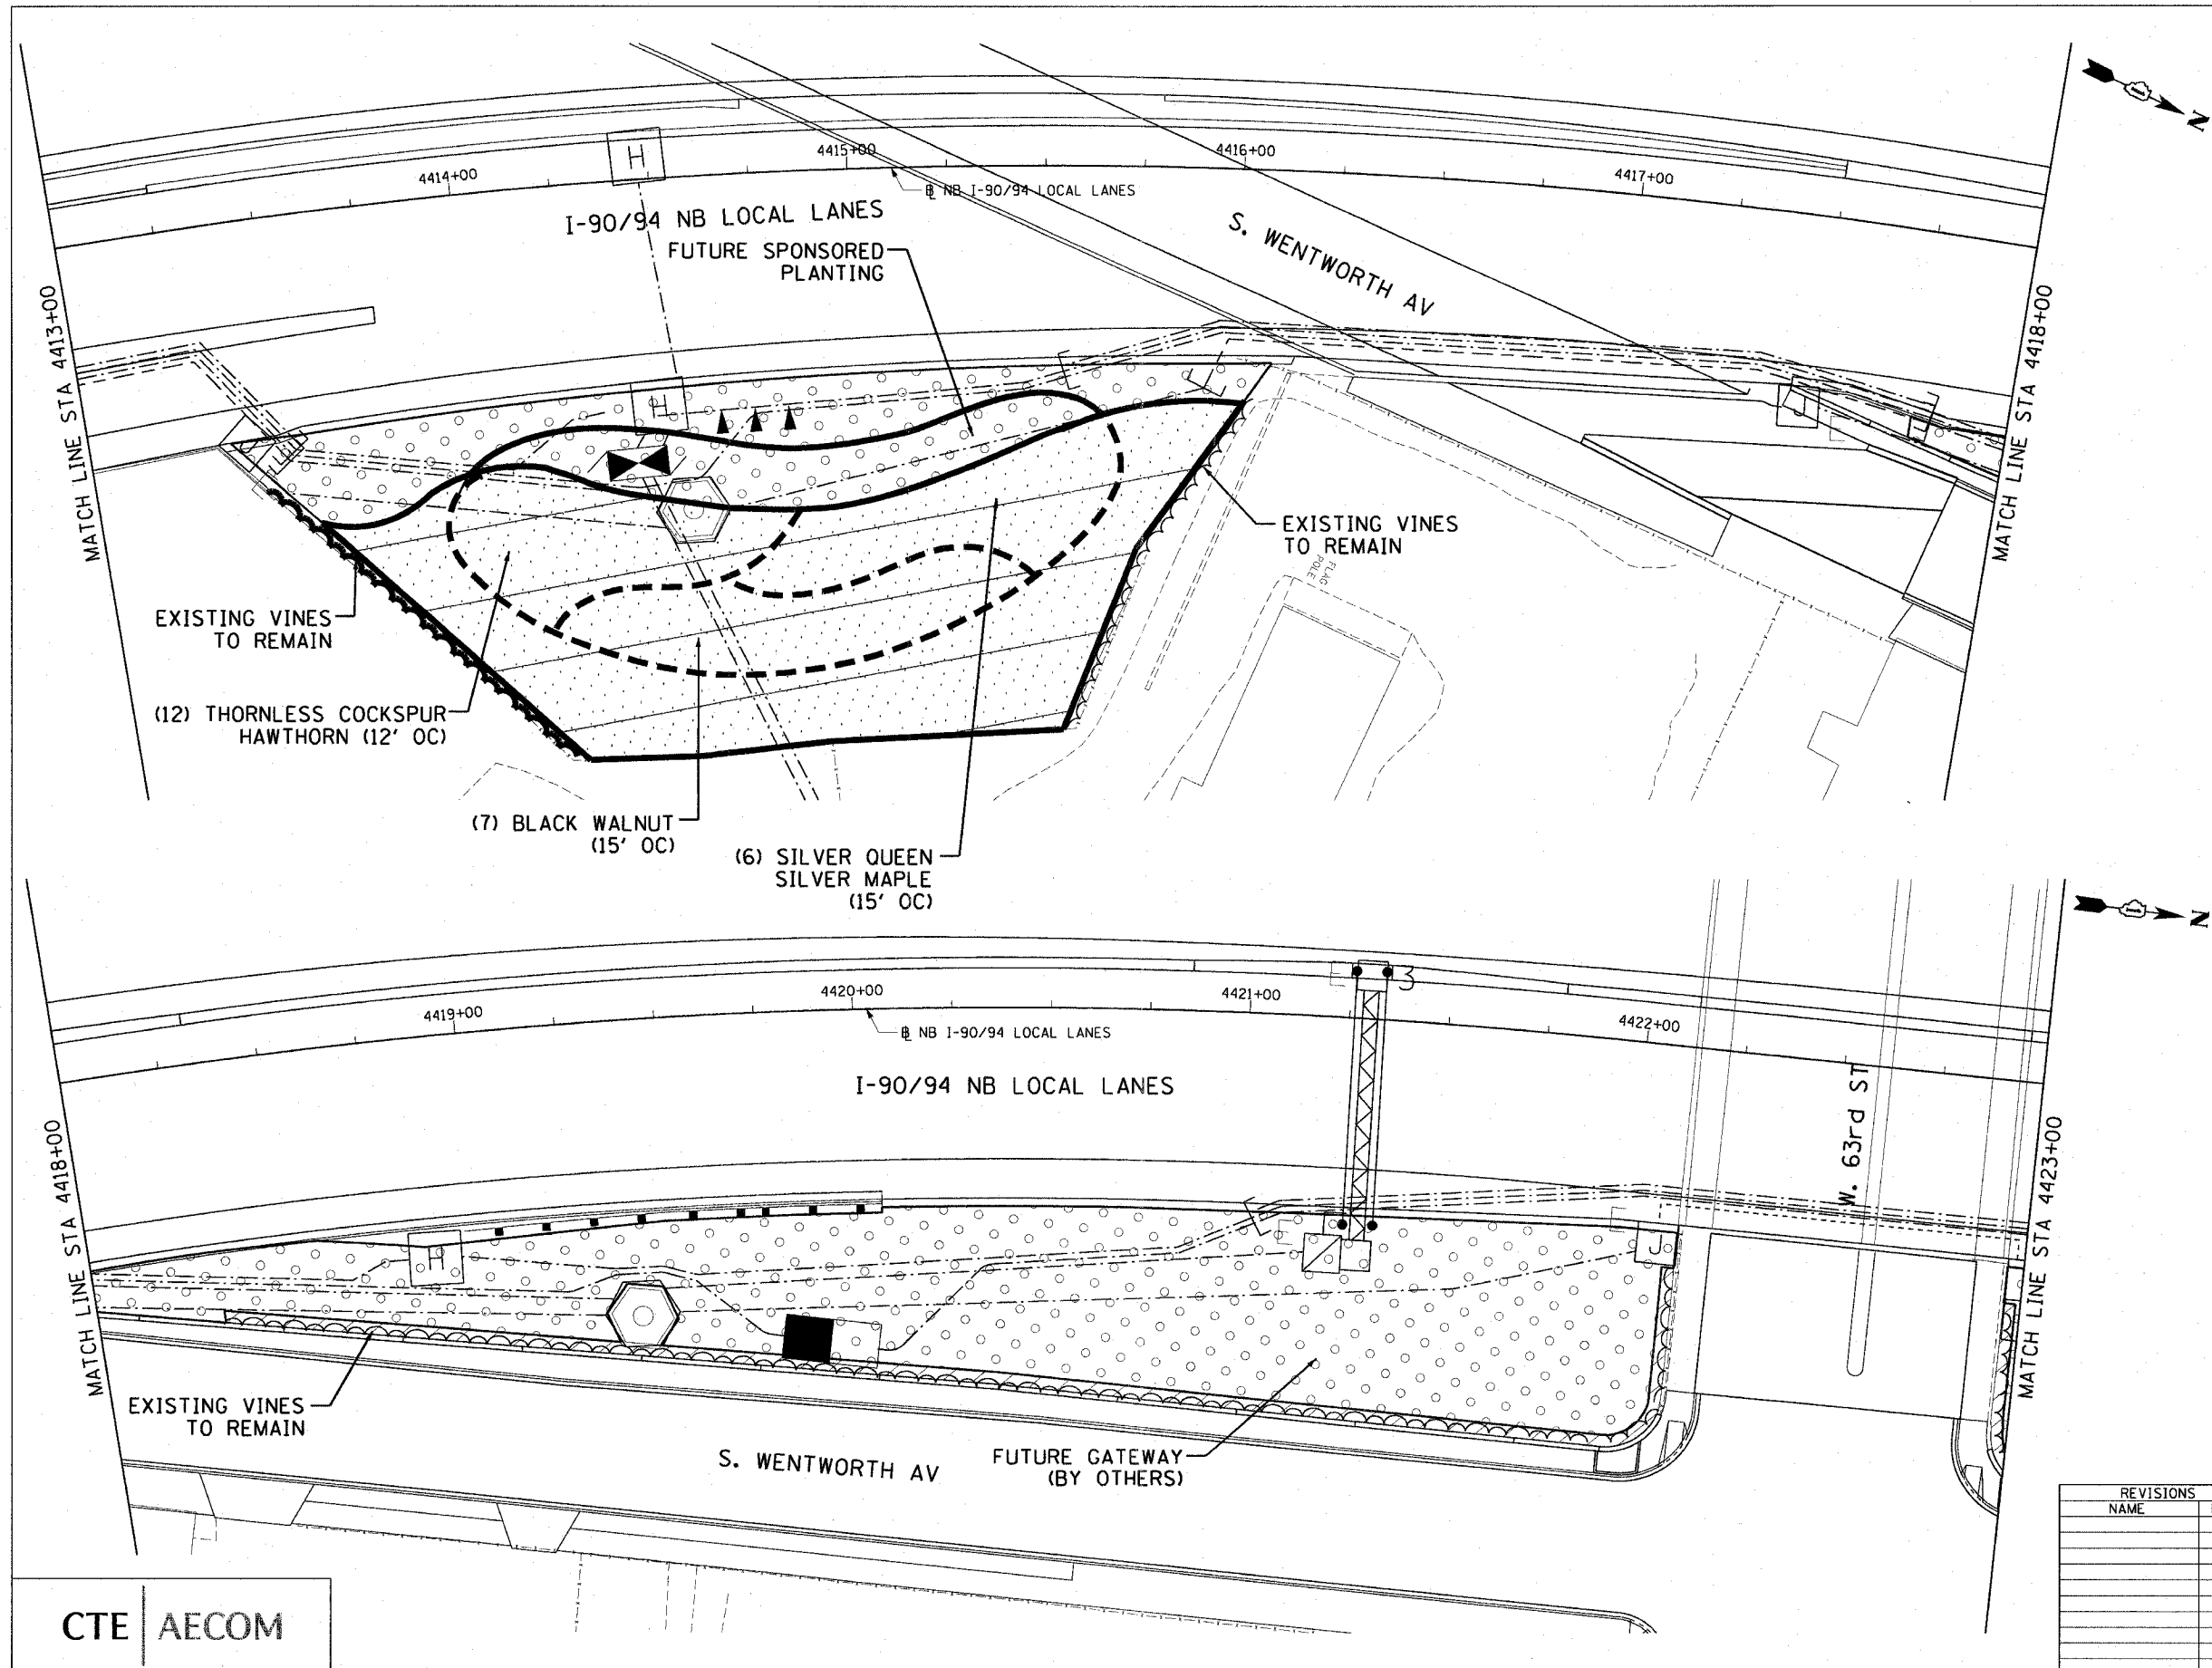 N
H
4414+00
4415+00
4416+00
4417+00
℄ NB I-90/94 LOCAL LANES
I-90/94 NB LOCAL LANES
FUTURE SPONSORED
PLANTING
S. WENTWORTH AV
MATCH LINE STA 4413+00
MATCH LINE STA 4418+00
H
J
J
EXISTING VINES
TO REMAIN
FLAG
POLE
EXISTING VINES
TO REMAIN
(12) THORNLESS COCKSPUR
HAWTHORN (12' OC)
(7) BLACK WALNUT
(15' OC)
(6) SILVER QUEEN
SILVER MAPLE
(15' OC)
N
4419+00
4420+00
4421+00
4422+00
3
℄ NB I-90/94 LOCAL LANES
I-90/94 NB LOCAL LANES
W. 63rd ST
MATCH LINE STA 4418+00
MATCH LINE STA 4423+00
H
J
EXISTING VINES
TO REMAIN
S. WENTWORTH AV
FUTURE GATEWAY
(BY OTHERS)
REVISIONS
NAME
CTE AECOM